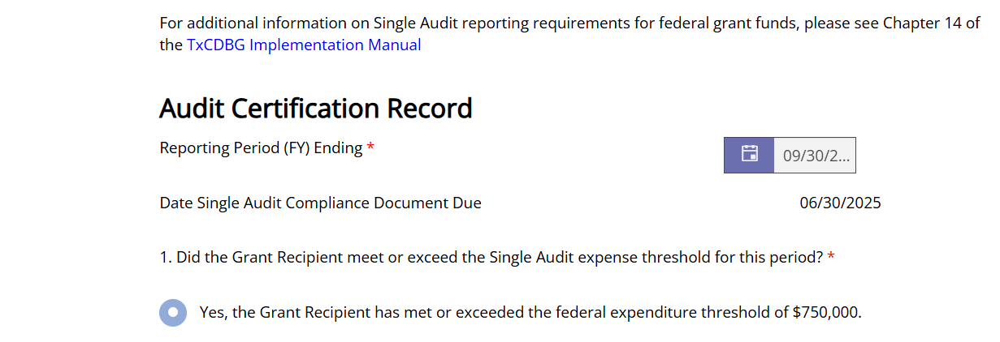 For additional information on Single Audit reporting requirements for federal grant funds, please see Chapter 14 of
the TxCDBG Implementation Manual
Audit Certification Record
Reporting Period (FY) Ending *
09/30/2...
Date Single Audit Compliance Document Due
06/30/2025
1. Did the Grant Recipient meet or exceed the Single Audit expense threshold for this period? *
Yes, the Grant Recipient has met or exceeded the federal expenditure threshold of $750,000.